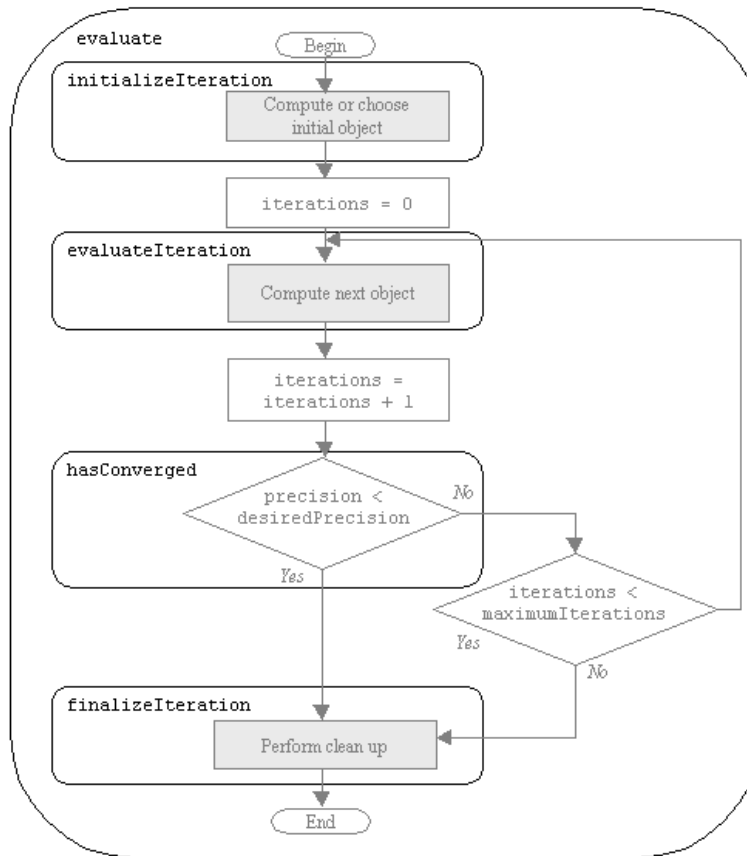 evaluate
Begin
initializeIteration
Compute or choose
initial object
iterations = 0
evaluateIteration
Compute next object
iterations =
iterations + 1
hasConverged
precision <
desiredPrecision
No
Yes
iterations <
maximumIterations
Yes
No
finalizeIteration
Perform clean up
End